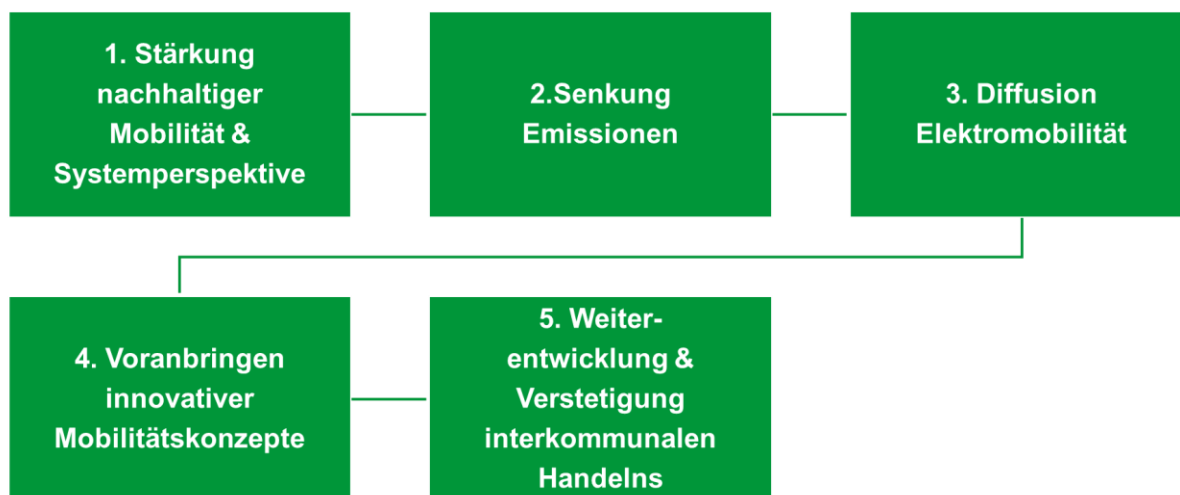 1. Stärkung
nachhaltiger
Mobilität &
Systemperspektive
2.Senkung
Emissionen
3. Diffusion
Elektromobilität
4. Voranbringen
innovativer
Mobilitätskonzepte
5. Weiter-
entwicklung &
Verstetigung
interkommunalen
Handelns